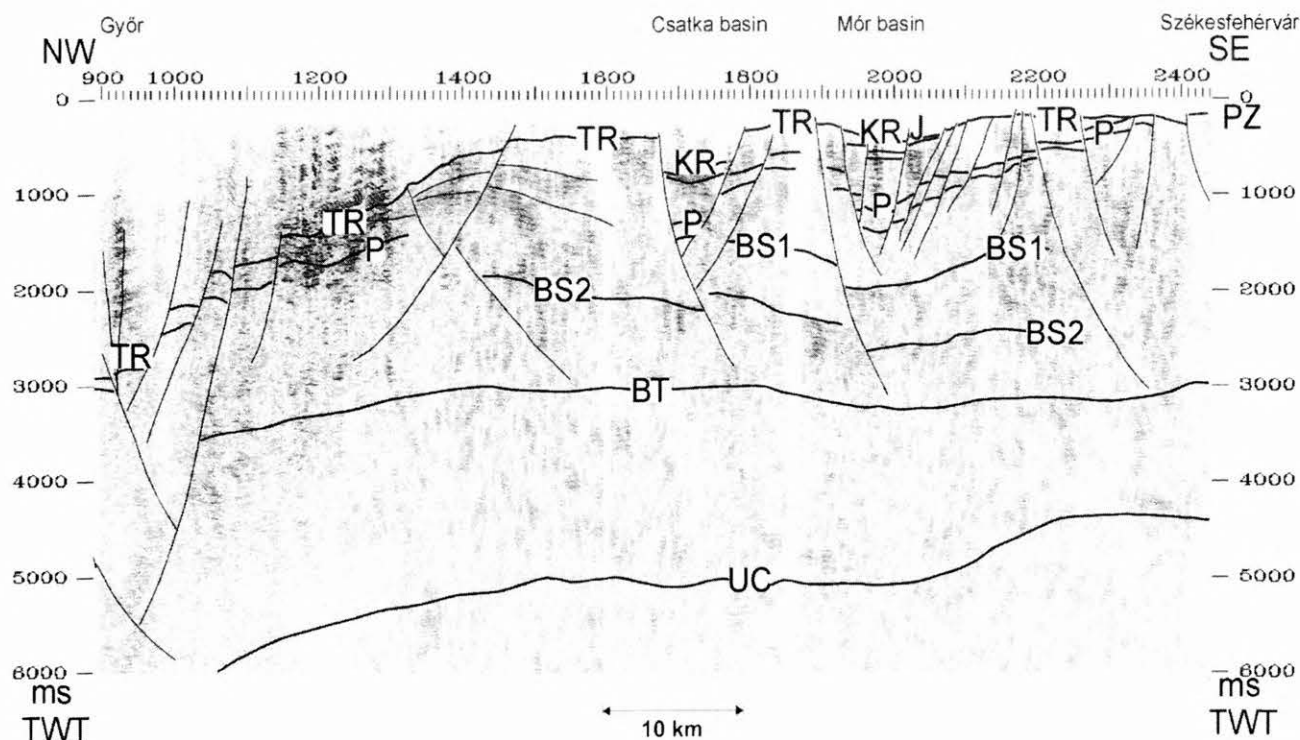 Győr Csatka basin Mór basin Székesfehérvár
NW SE
900 1000 1200 1400 1600 1800 2000 2200 2400
0 0
TR TR KR J TR P PZ
KR
1000 1000
P
TR P
P
BS1 BS1
2000 BS2 2000
BS2
TR
3000 BT 3000
4000 4000
5000 UC 5000
6000 6000
ms ms
TWT 10 km TWT